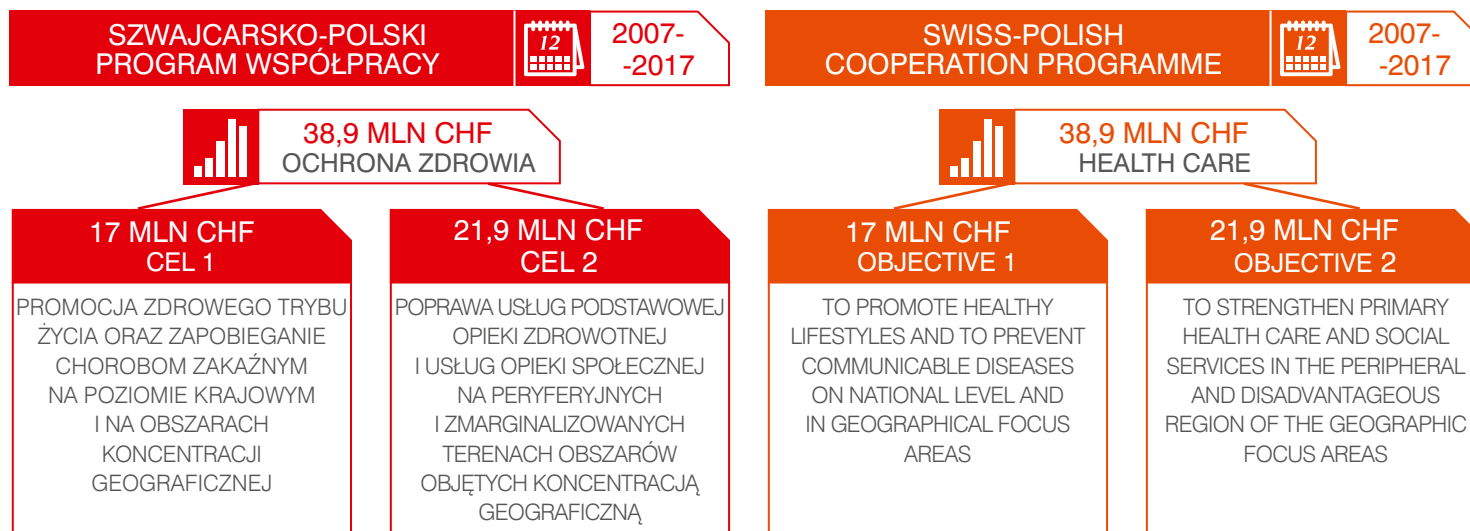 SZWAJCARSKO-POLSKI
PROGRAM WSPÓŁPRACY
12
2007-
-2017
38,9 MLN CHF
OCHRONA ZDROWIA
17 MLN CHF
CEL 1
PROMOCJA ZDROWEGO TRYBU
ŻYCIA ORAZ ZAPOBIEGANIE
CHOROBOM ZAKAŹNYM
NA POZIOMIE KRAJOWYM
I NA OBSZARACH
KONCENTRACJI
GEOGRAFICZNEJ
21,9 MLN CHF
CEL 2
POPRAWA USŁUG PODSTAWOWEJ
OPIEKI ZDROWOTNEJ
I USŁUG OPIEKI SPOŁECZNEJ
NA PERYFERYJNYCH
I ZMARGINALIZOWANYCH
TERENACH OBSZARÓW
OBJĘTYCH KONCENTRACJĄ
GEOGRAFICZNĄ
SWISS-POLISH
COOPERATION PROGRAMME
12
2007-
-2017
38,9 MLN CHF
HEALTH CARE
17 MLN CHF
OBJECTIVE 1
TO PROMOTE HEALTHY
LIFESTYLES AND TO PREVENT
COMMUNICABLE DISEASES
ON NATIONAL LEVEL AND
IN GEOGRAPHICAL FOCUS
AREAS
21,9 MLN CHF
OBJECTIVE 2
TO STRENGTHEN PRIMARY
HEALTH CARE AND SOCIAL
SERVICES IN THE PERIPHERAL
AND DISADVANTAGEOUS
REGION OF THE GEOGRAPHIC
FOCUS AREAS